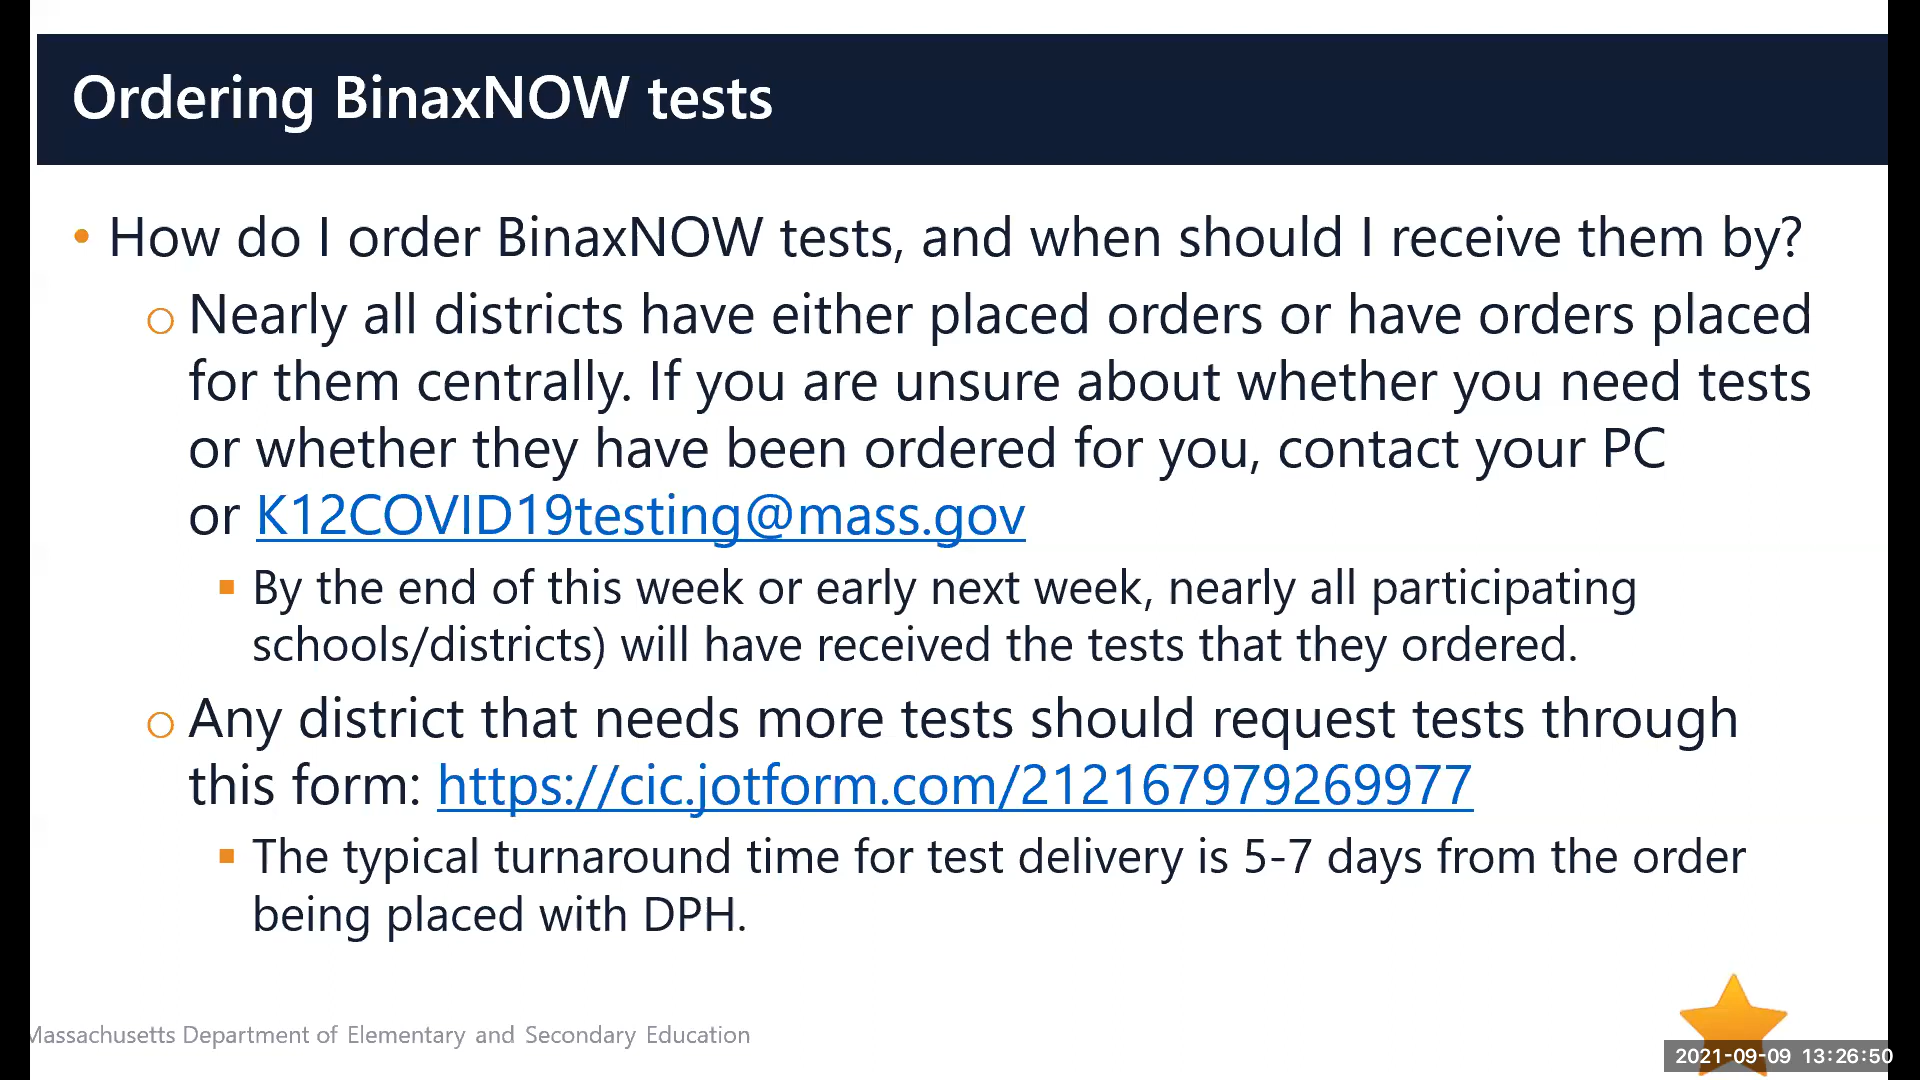 Ordering BinaxNOW tests
• How do I order BinaxNOW tests, and when should I receive them by?
o Nearly all districts have either placed orders or have orders placed
for them centrally. If you are unsure about whether you need tests
or whether they have been ordered for you, contact your PC
or K12COVID19testing@mass.gov
▪ By the end of this week or early next week, nearly all participating
schools/districts) will have received the tests that they ordered.
o Any district that needs more tests should request tests through
this form: https://cic.jotform.com/212167979269977
▪ The typical turnaround time for test delivery is 5-7 days from the order
being placed with DPH.
Massachusetts Department of Elementary and Secondary Education
2021-09-09 13:26:50